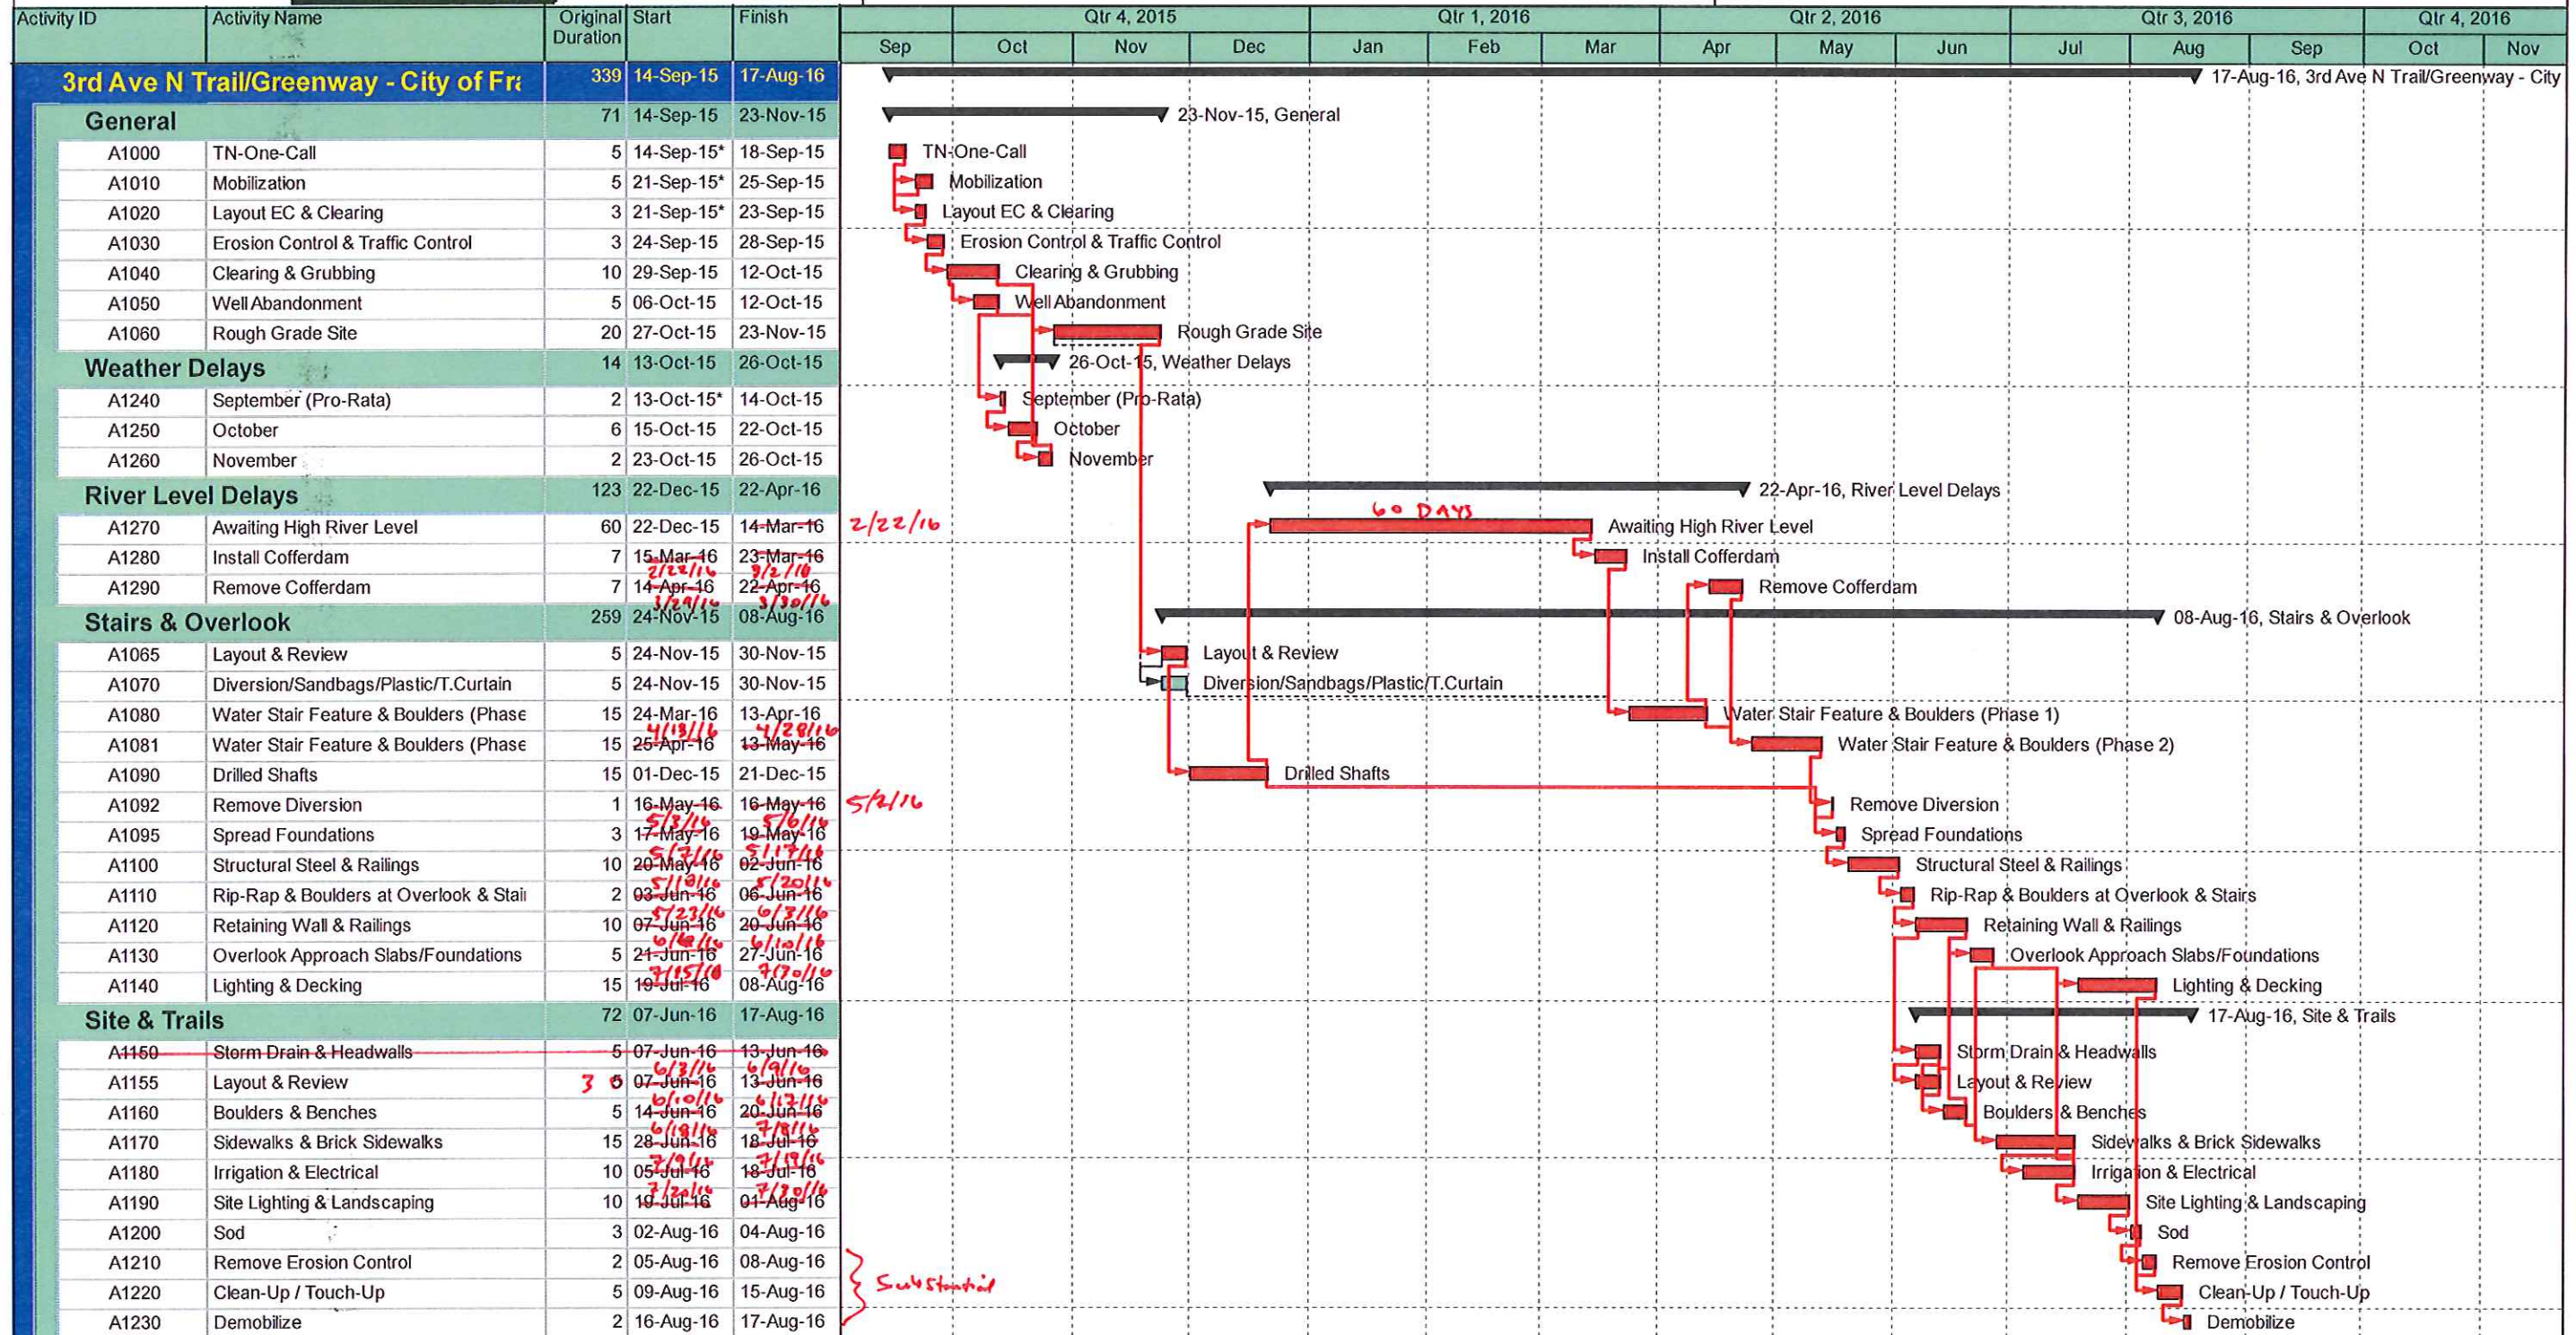 Activity ID Activity Name Original Duration Start Finish Qtr 4, 2015 Qtr 1, 2016 Qtr 2, 2016 Qtr 3, 2016 Qtr 4, 2016
Sep Oct Nov Dec Jan Feb Mar Apr May Jun Jul Aug Sep Oct Nov
3rd Ave N Trail/Greenway - City of Fra 339 14-Sep-15 17-Aug-16 17-Aug-16, 3rd Ave N Trail/Greenway - City
General 71 14-Sep-15 23-Nov-15 23-Nov-15, General
A1000 TN-One-Call 5 14-Sep-15* 18-Sep-15 TN-One-Call
A1010 Mobilization 5 21-Sep-15* 25-Sep-15 Mobilization
A1020 Layout EC & Clearing 3 21-Sep-15* 23-Sep-15 Layout EC & Clearing
A1030 Erosion Control & Traffic Control 3 24-Sep-15 28-Sep-15 Erosion Control & Traffic Control
A1040 Clearing & Grubbing 10 29-Sep-15 12-Oct-15 Clearing & Grubbing
A1050 Well Abandonment 5 06-Oct-15 12-Oct-15 Well Abandonment
A1060 Rough Grade Site 20 27-Oct-15 23-Nov-15 Rough Grade Site
Weather Delays 14 13-Oct-15 26-Oct-15 26-Oct-15, Weather Delays
A1240 September (Pro-Rata) 2 13-Oct-15* 14-Oct-15 September (Pro-Rata)
A1250 October 6 15-Oct-15 22-Oct-15 October
A1260 November 2 23-Oct-15 26-Oct-15 November
River Level Delays 123 22-Dec-15 22-Apr-16 22-Apr-16, River Level Delays
60 DAYS
A1270 Awaiting High River Level 60 22-Dec-15 14-Mar-16 2/22/16 Awaiting High River Level
A1280 Install Cofferdam 7 15-Mar-16 23-Mar-16 Install Cofferdam
2/22/16 3/2/16
A1290 Remove Cofferdam 7 14-Apr-16 22-Apr-16 Remove Cofferdam
3/30/16
Stairs & Overlook 259 24-Nov-15 08-Aug-16 08-Aug-16, Stairs & Overlook
A1065 Layout & Review 5 24-Nov-15 30-Nov-15 Layout & Review
A1070 Diversion/Sandbags/Plastic/T.Curtain 5 24-Nov-15 30-Nov-15 Diversion/Sandbags/Plastic/T.Curtain
A1080 Water Stair Feature & Boulders (Phase 15 24-Mar-16 13-Apr-16 Water Stair Feature & Boulders (Phase 1)
4/13/16 4/28/16
A1081 Water Stair Feature & Boulders (Phase 15 25-Apr-16 13-May-16 Water Stair Feature & Boulders (Phase 2)
A1090 Drilled Shafts 15 01-Dec-15 21-Dec-15 Drilled Shafts
A1092 Remove Diversion 1 16-May-16 16-May-16 5/2/16 Remove Diversion
5/3/16 5/6/16
A1095 Spread Foundations 3 17-May-16 19-May-16 Spread Foundations
5/7/16 5/17/16
A1100 Structural Steel & Railings 10 20-May-16 02-Jun-16 Structural Steel & Railings
5/18/16 5/20/16
A1110 Rip-Rap & Boulders at Overlook & Stair 2 03-Jun-16 06-Jun-16 Rip-Rap & Boulders at Overlook & Stairs
5/23/16 6/3/16
A1120 Retaining Wall & Railings 10 07-Jun-16 20-Jun-16 Retaining Wall & Railings
6/10/16
A1130 Overlook Approach Slabs/Foundations 5 21-Jun-16 27-Jun-16 Overlook Approach Slabs/Foundations
7/15/16 7/30/16
A1140 Lighting & Decking 15 19-Jul-16 08-Aug-16 Lighting & Decking
Site & Trails 72 07-Jun-16 17-Aug-16 17-Aug-16, Site & Trails
A1150 Storm Drain & Headwalls 5 07-Jun-16 13-Jun-16 Storm Drain & Headwalls
6/3/16 6/9/16
A1155 Layout & Review 3 5 07-Jun-16 13-Jun-16 Layout & Review
6/10/16 6/17/16
A1160 Boulders & Benches 5 14-Jun-16 20-Jun-16 Boulders & Benches
6/18/16 7/8/16
A1170 Sidewalks & Brick Sidewalks 15 28-Jun-16 18-Jul-16 Sidewalks & Brick Sidewalks
7/9/16 7/19/16
A1180 Irrigation & Electrical 10 05-Jul-16 18-Jul-16 Irrigation & Electrical
7/20/16 7/30/16
A1190 Site Lighting & Landscaping 10 19-Jul-16 01-Aug-16 Site Lighting & Landscaping
A1200 Sod 3 02-Aug-16 04-Aug-16 Sod
A1210 Remove Erosion Control 2 05-Aug-16 08-Aug-16 Remove Erosion Control
A1220 Clean-Up / Touch-Up 5 09-Aug-16 15-Aug-16 Substantial Clean-Up / Touch-Up
A1230 Demobilize 2 16-Aug-16 17-Aug-16 Demobilize